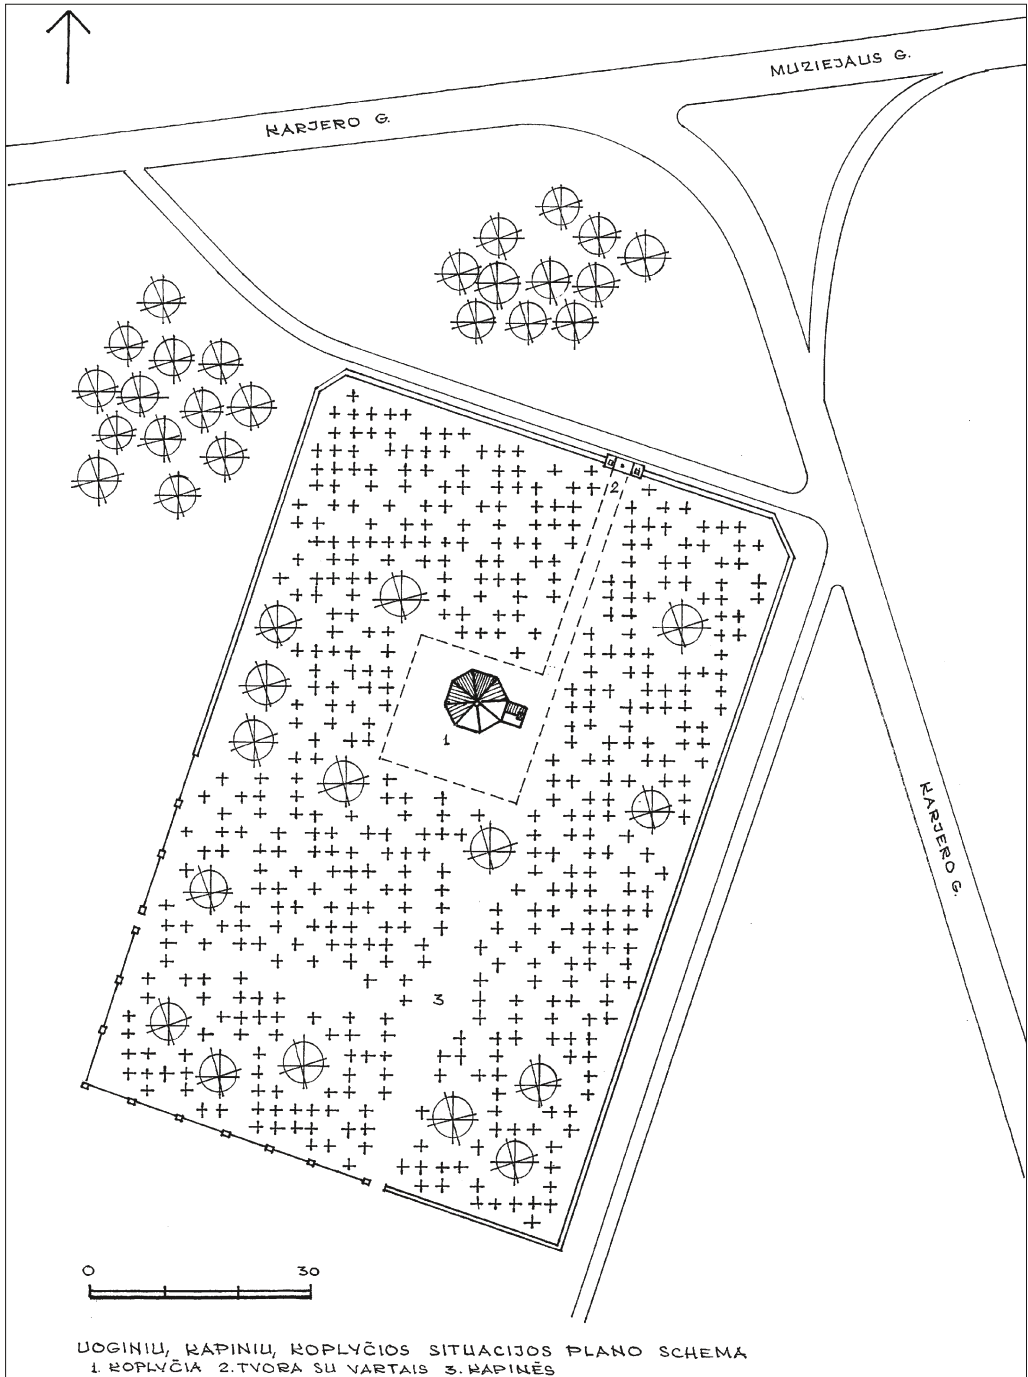 MUZIEJAUS G.
KARJERO G.
2
1
KARJERO G.
3
0 30
UOGINIŲ, KAPINIŲ, KOPLYČIOS SITUACIJOS PLANO SCHEMA
1. KOPLYČIA 2. TVORA SU VARTAIS 3. KAPINĖS